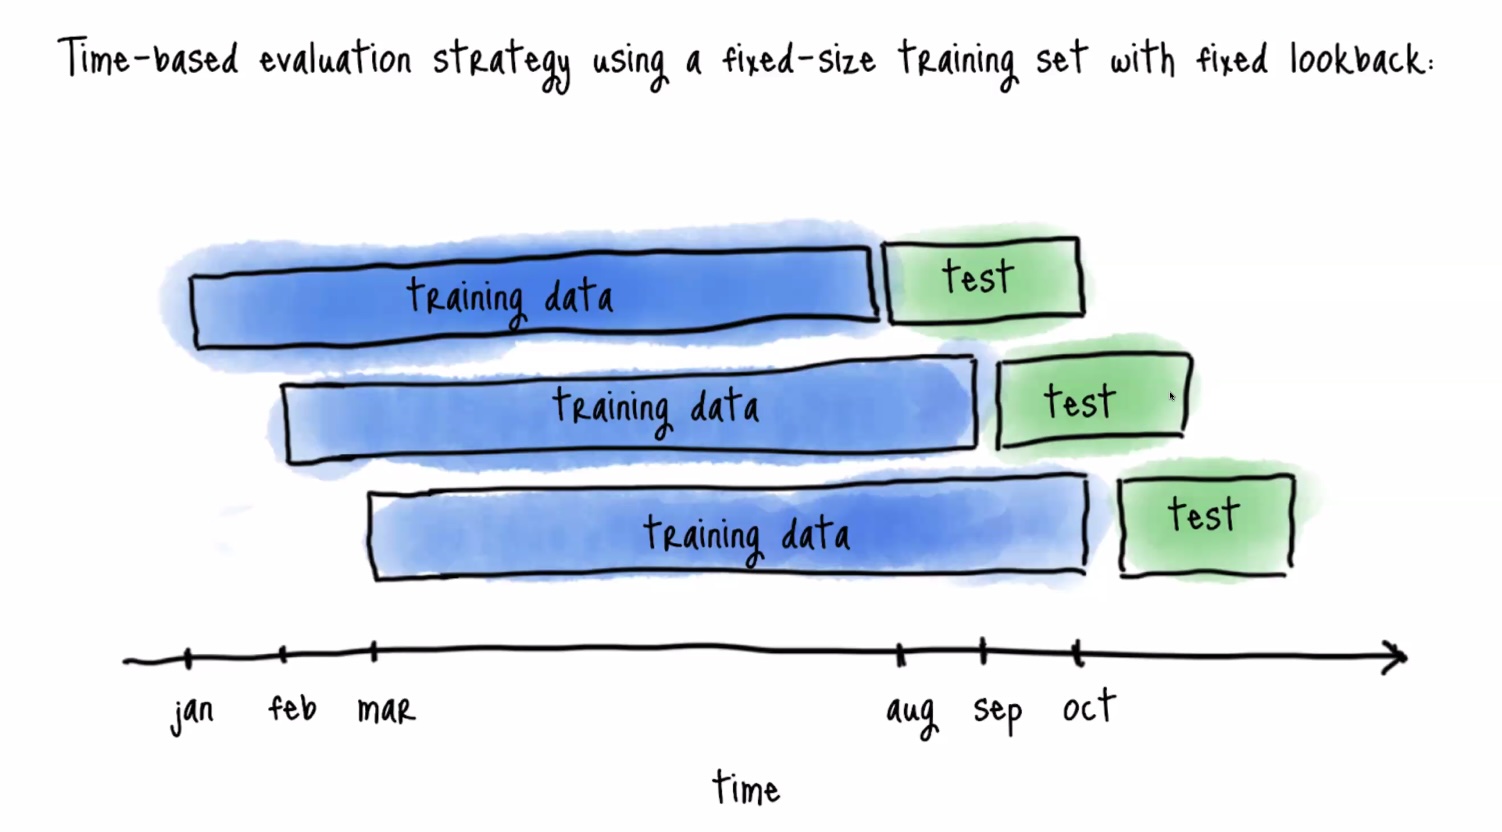 Time-based evaluation strategy using a fixed-size training set with fixed lookback:
training data test
training data test
training data test
jan feb mar aug sep oct
time